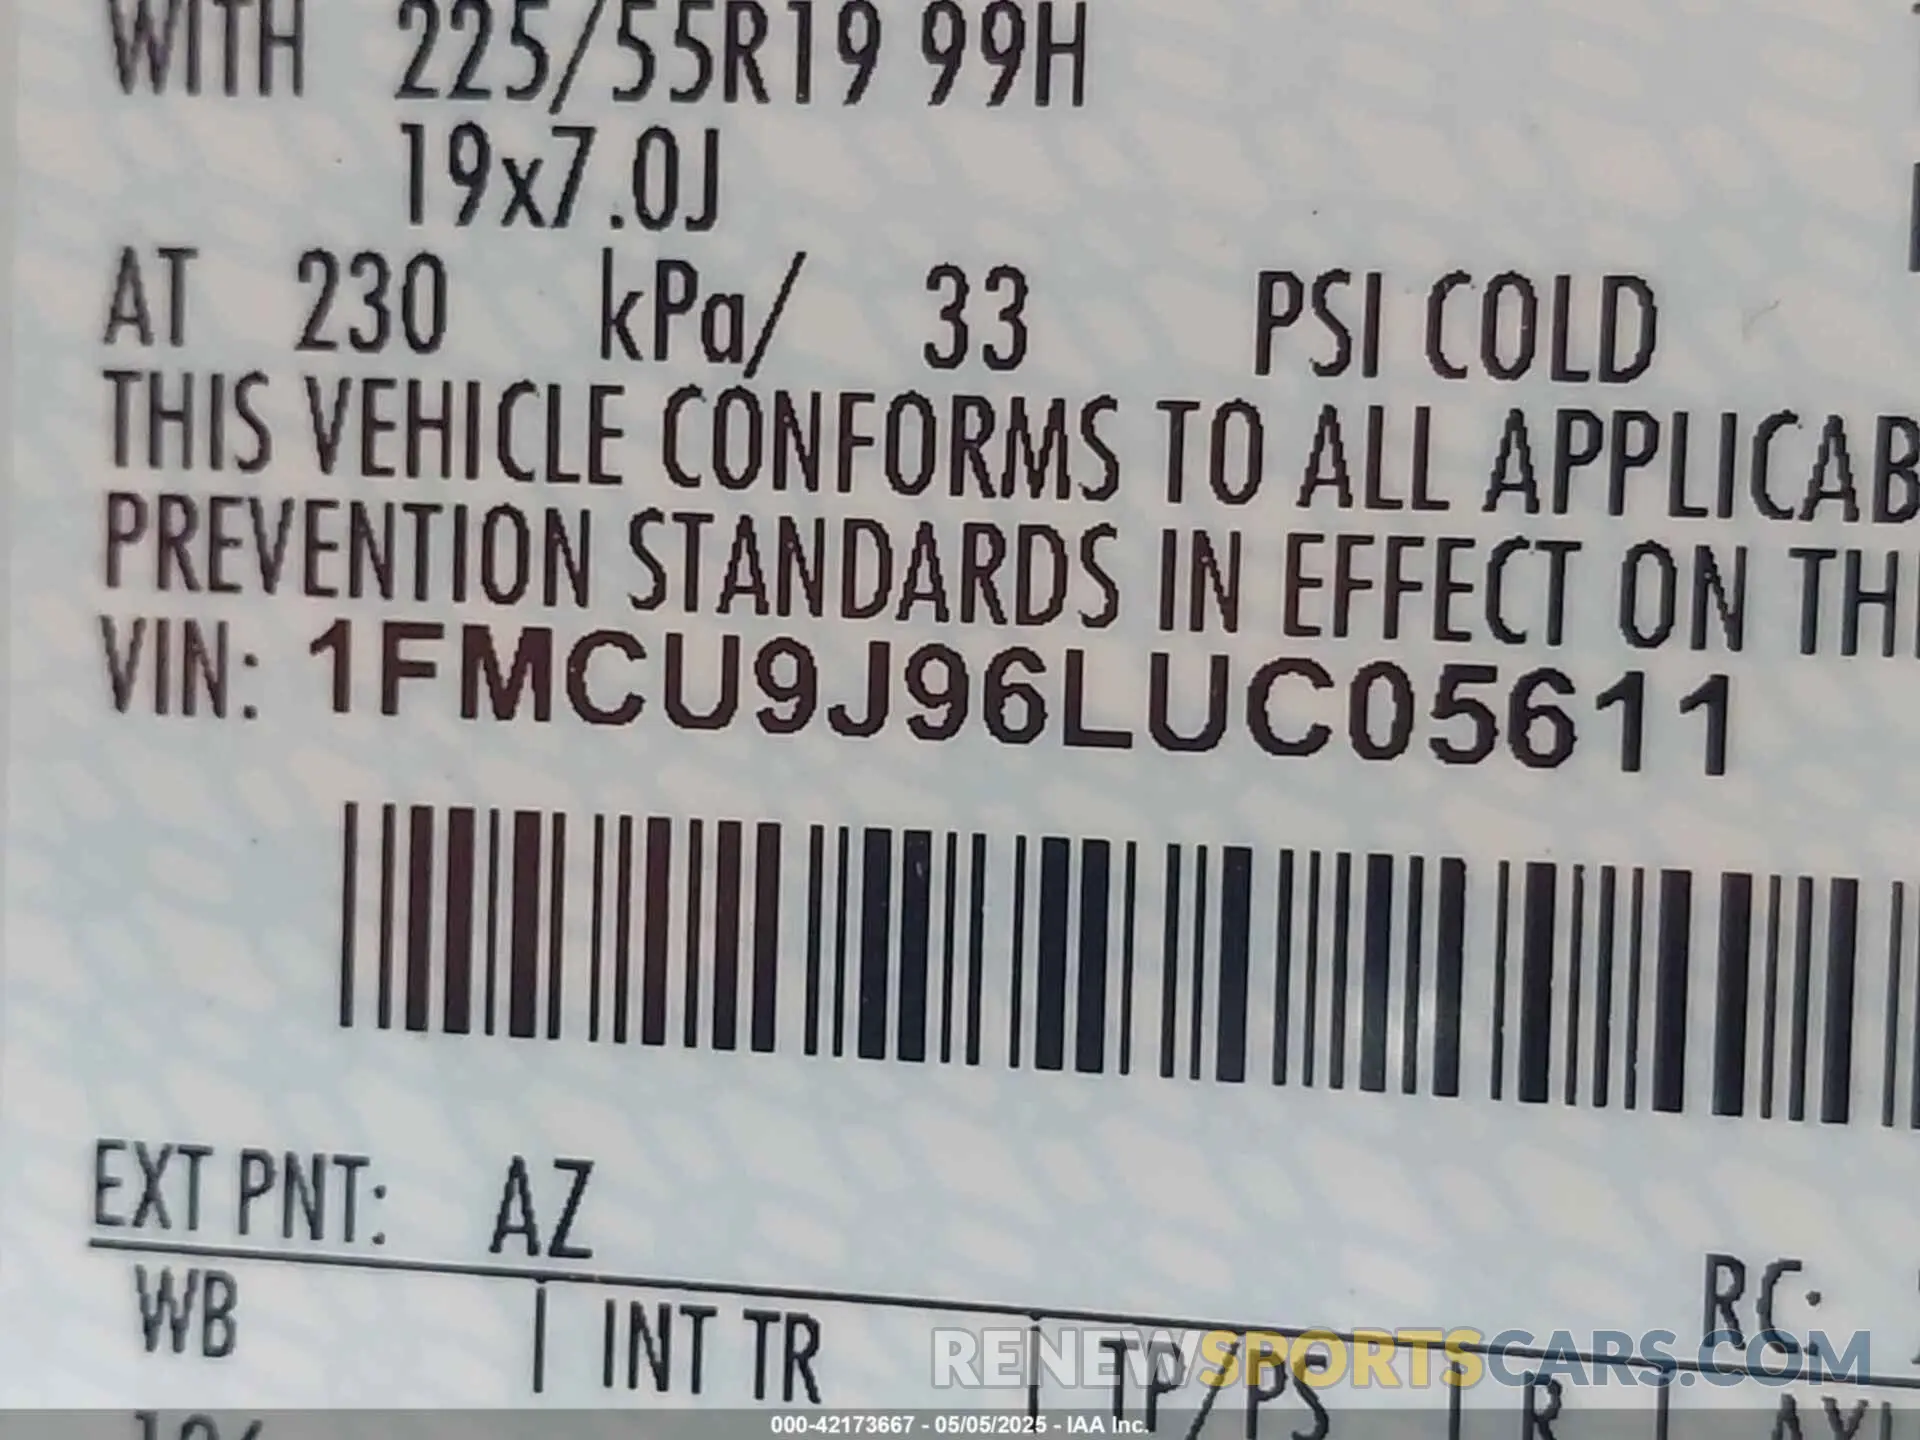 WITH 225/55R19 99H
19x7.0J
AT 230 kPa/ 33 PSI COLD
THIS VEHICLE CONFORMS TO ALL APPLICAB
PREVENTION STANDARDS IN EFFECT ON TH
VIN: 1FMCU9J96LUC05611
EXT PNT: AZ
RC:
WB INT TR TP/PS R
RENEWSPORTSCARS.COM
000-42173667 - 05/05/2025 - IAA Inc.